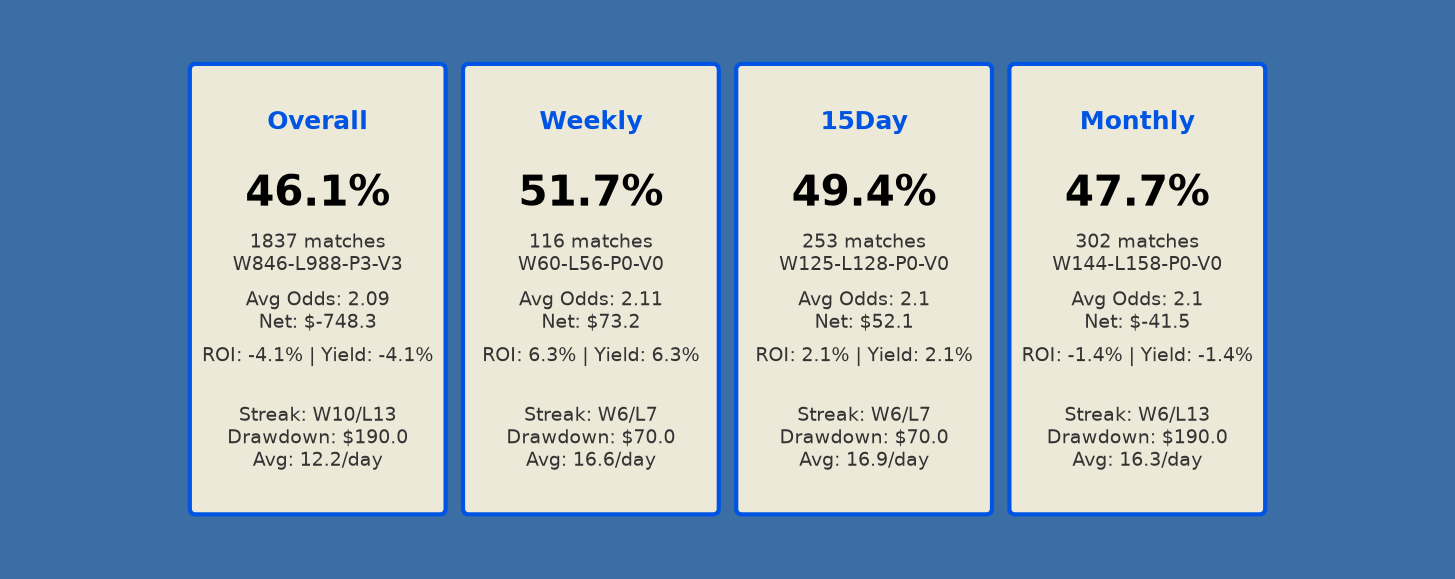 Overall
46.1%
1837 matches
W846-L988-P3-V3
Avg Odds: 2.09
Net: $-748.3
ROI: -4.1% | Yield: -4.1%
Streak: W10/L13
Drawdown: $190.0
Avg: 12.2/day
Weekly
51.7%
116 matches
W60-L56-P0-V0
Avg Odds: 2.11
Net: $73.2
ROI: 6.3% | Yield: 6.3%
Streak: W6/L7
Drawdown: $70.0
Avg: 16.6/day
15Day
49.4%
253 matches
W125-L128-P0-V0
Avg Odds: 2.1
Net: $52.1
ROI: 2.1% | Yield: 2.1%
Streak: W6/L7
Drawdown: $70.0
Avg: 16.9/day
Monthly
47.7%
302 matches
W144-L158-P0-V0
Avg Odds: 2.1
Net: $-41.5
ROI: -1.4% | Yield: -1.4%
Streak: W6/L13
Drawdown: $190.0
Avg: 16.3/day